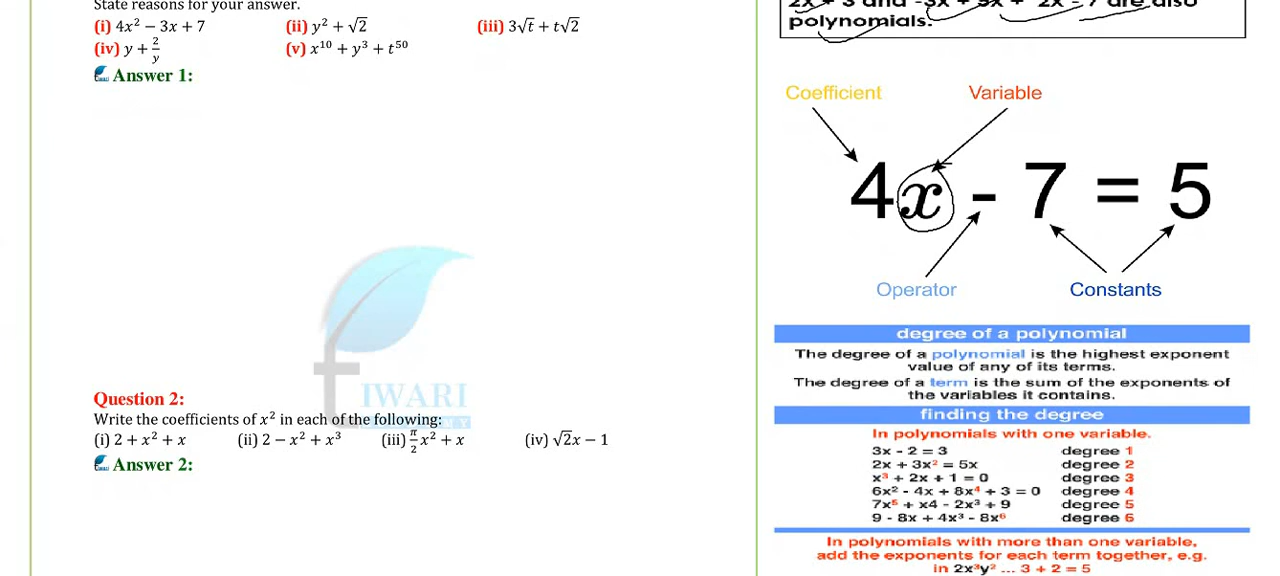 State reasons for your answer.
(i) 4x² − 3x + 7 (ii) y² + √2 (iii) 3√t + t√2
(iv) y + 2/y (v) x¹⁰ + y³ + t⁵⁰
Answer 1:
IWARI
Question 2:
Write the coefficients of x² in each of the following:
(i) 2 + x² + x (ii) 2 − x² + x³ (iii) π/2 x² + x (iv) √2x − 1
Answer 2:
are also
polynomials.
Coefficient Variable
4x - 7 = 5
Operator Constants
degree of a polynomial
The degree of a polynomial is the highest exponent
value of any of its terms.
The degree of a term is the sum of the exponents of
the variables it contains.
finding the degree
In polynomials with one variable.
3x - 2 = 3 degree 1
2x + 3x² = 5x degree 2
x³ + 2x + 1 = 0 degree 3
6x² - 4x + 8x⁴ + 3 = 0 degree 4
7x⁵ + x4 - 2x³ + 9 degree 5
9 - 8x + 4x³ - 8x⁶ degree 6
In polynomials with more than one variable,
add the exponents for each term together, e.g.
in 2x³y² ... 3 + 2 = 5